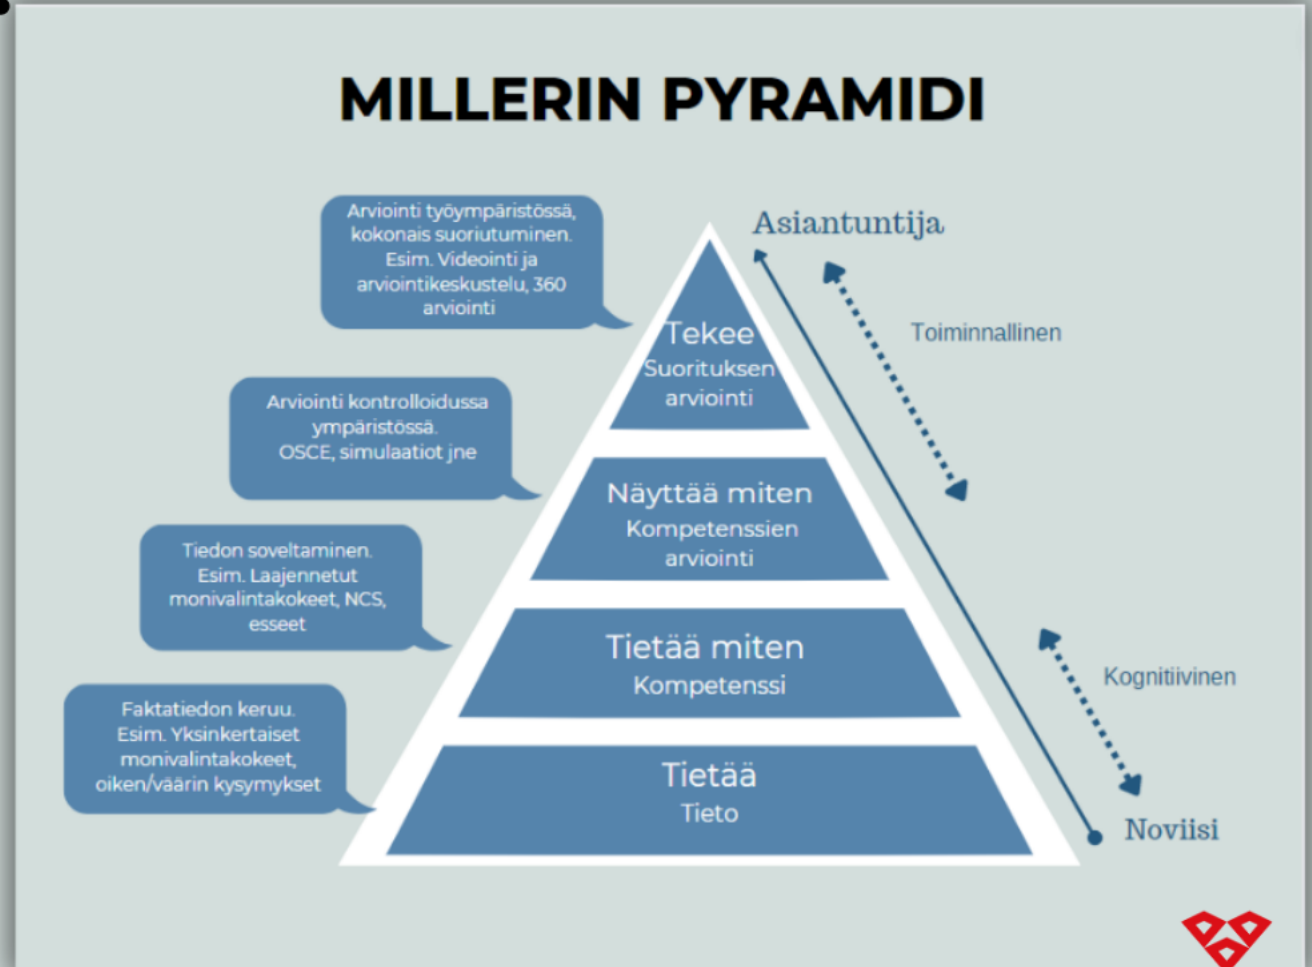 MILLERIN PYRAMIDI
Arviointi työympäristössä,
kokonais suoriutuminen.
Esim. Videointi ja
arviointikeskustelu, 360
arviointi
Asiantuntija
Toiminnallinen
Tekee
Suorituksen
arviointi
Arviointi kontrolloidussa
ympäristössä.
OSCE, simulaatiot jne
Näyttää miten
Kompetenssien
arviointi
Tiedon soveltaminen.
Esim. Laajennetut
monivalintakokeet, NCS,
esseet
Tietää miten
Kompetenssi
Kognitiivinen
Faktatiedon keruu.
Esim. Yksinkertaiset
monivalintakokeet,
oiken/väärin kysymykset
Tietää
Tieto
Noviisi